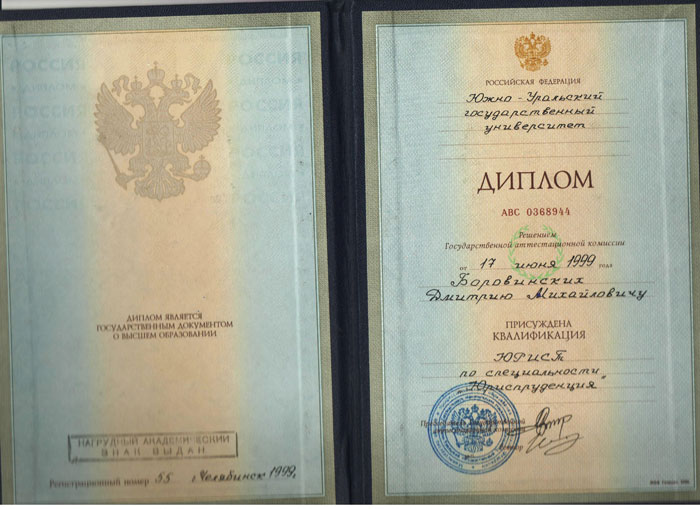 РОССИЯ
ДИПЛОМ ЯВЛЯЕТСЯ
ГОСУДАРСТВЕННЫМ ДОКУМЕНТОМ
О ВЫСШЕМ ОБРАЗОВАНИИ
НАГРУДНЫЙ АКАДЕМИЧЕСКИЙ
ЗНАК ВЫДАН
Регистрационный номер 55 г.Челябинск 1999г.
РОССИЙСКАЯ ФЕДЕРАЦИЯ
Южно-Уральский
государственный
университет
ДИПЛОМ
АВС 0368944
Решением
Государственной аттестационной комиссии
от 17 июня 1999 года
Боровинских
Дмитрию Михайловичу
ПРИСУЖДЕНА
КВАЛИФИКАЦИЯ
ЮРИСТ
по специальности
"Юриспруденция"